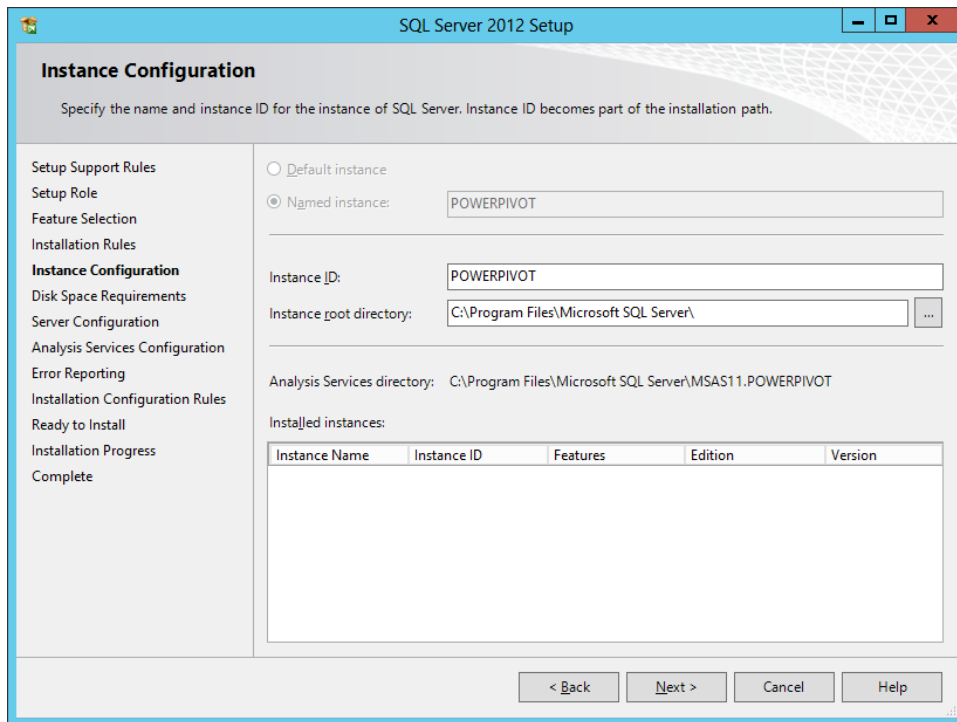 SQL Server 2012 Setup
Instance Configuration
Specify the name and instance ID for the instance of SQL Server. Instance ID becomes part of the installation path.
Setup Support Rules
Setup Role
Feature Selection
Installation Rules
Instance Configuration
Disk Space Requirements
Server Configuration
Analysis Services Configuration
Error Reporting
Installation Configuration Rules
Ready to Install
Installation Progress
Complete
Default instance
Named instance: POWERPIVOT
Instance ID: POWERPIVOT
Instance root directory: C:\Program Files\Microsoft SQL Server\ ...
Analysis Services directory: C:\Program Files\Microsoft SQL Server\MSAS11.POWERPIVOT
Installed instances:
Instance Name Instance ID Features Edition Version
< Back Next > Cancel Help